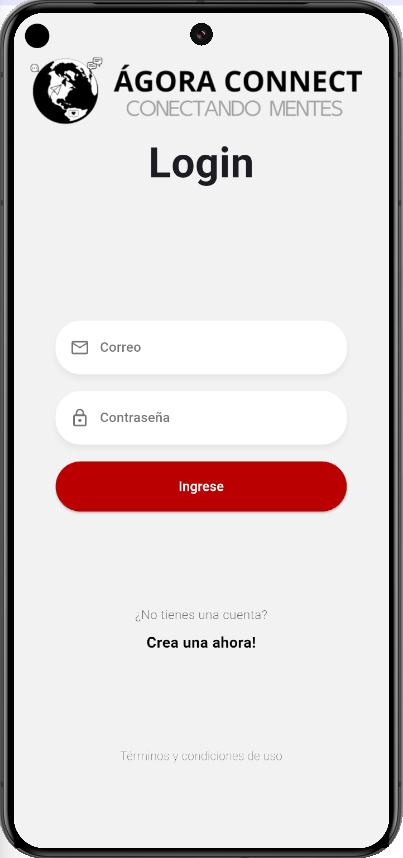 ÁGORA CONNECT
CONECTANDO MENTES
Login
Correo
Contraseña
Ingrese
¿No tienes una cuenta?
Crea una ahora!
Términos y condiciones de uso